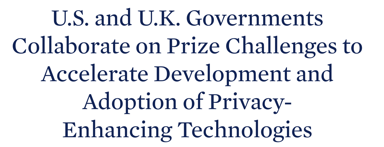 U.S. and U.K. Governments
Collaborate on Prize Challenges to
Accelerate Development and
Adoption of Privacy-
Enhancing Technologies